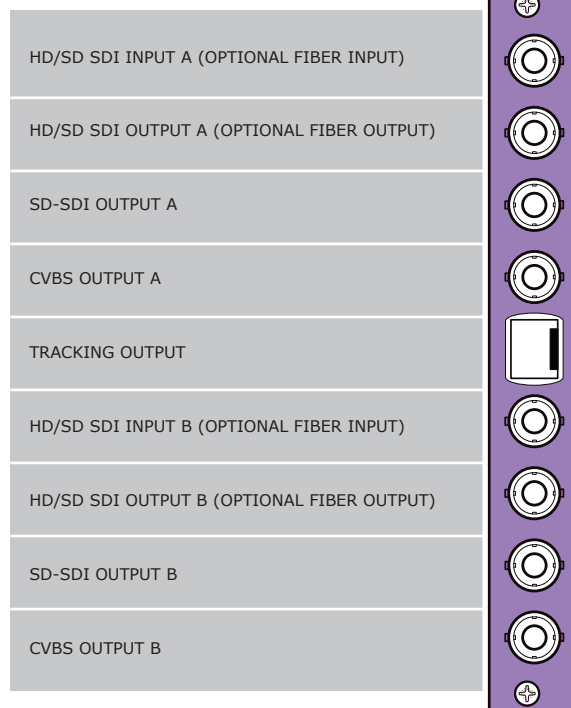 HD/SD SDI INPUT A (OPTIONAL FIBER INPUT)
HD/SD SDI OUTPUT A (OPTIONAL FIBER OUTPUT)
SD-SDI OUTPUT A
CVBS OUTPUT A
TRACKING OUTPUT
HD/SD SDI INPUT B (OPTIONAL FIBER INPUT)
HD/SD SDI OUTPUT B (OPTIONAL FIBER OUTPUT)
SD-SDI OUTPUT B
CVBS OUTPUT B